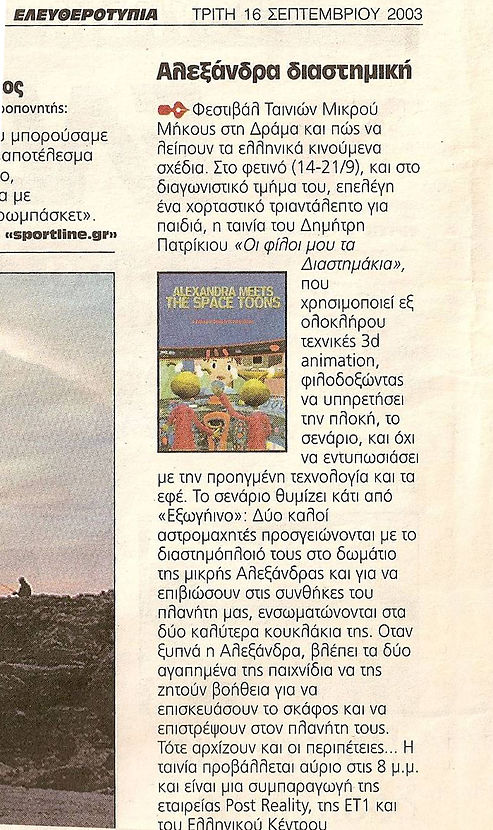 ΕΛΕΥΘΕΡΟΤΥΠΙΑ ΤΡΙΤΗ 16 ΣΕΠΤΕΜΒΡΙΟΥ 2003
ος
ροπονητής:
μπορούσαμε
αποτέλεσμα
ο,
α με
ρωμπάσκετ».
«sportline.gr»
Αλεξάνδρα διαστημική
Φεστιβάλ Ταινιών Μικρού
Μήκους στη Δράμα και πώς να
λείπουν τα ελληνικά κινούμενα
σχέδια. Στο φετινό (14-21/9), και στο
διαγωνιστικό τμήμα του, επελέγη
ένα χορταστικό τριαντάλεπτο για
παιδιά, η ταινία του Δημήτρη
Πατρίκιου «Οι φίλοι μου τα
Διαστημάκια»,
που
χρησιμοποιεί εξ
ολοκλήρου
τεχνικές 3d
animation,
φιλοδοξώντας
να υπηρετήσει
την πλοκή, το
σενάριο, και όχι
να εντυπωσιάσει
ALEXANDRA MEETS
THE SPACE TOONS
με την προηγμένη τεχνολογία και τα
εφέ. Το σενάριο θυμίζει κάτι από
«Εξωγήινο»: Δύο καλοί
αστρομαχητές προσγειώνονται με το
διαστημόπλοιό τους στο δωμάτιο
της μικρής Αλεξάνδρας και για να
επιβιώσουν στις συνθήκες του
πλανήτη μας, ενσωματώνονται στα
δύο καλύτερα κουκλάκια της. Οταν
ξυπνά η Αλεξάνδρα, βλέπει τα δύο
αγαπημένα της παιχνίδια να της
ζητούν βοήθεια για να
επισκευάσουν το σκάφος και να
επιστρέψουν στον πλανήτη τους.
Τότε αρχίζουν και οι περιπέτειες... Η
ταινία προβάλλεται αύριο στις 8 μ.μ.
και είναι μια συμπαραγωγή της
εταιρείας Post Reality, της ΕΤ1 και
του Ελληνικού Κέντρου